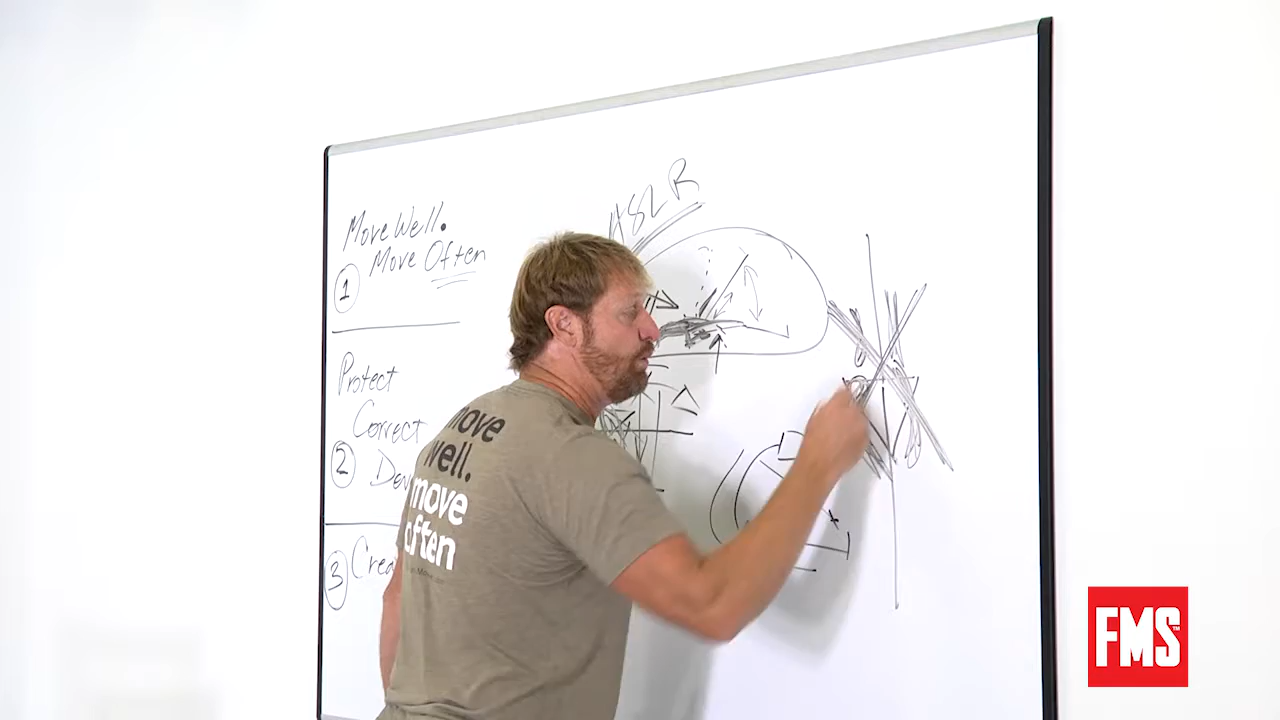 Move Well.
Move Often
1
Protect
Correct
2
3
ASLR
move
well.
move
often
FMS